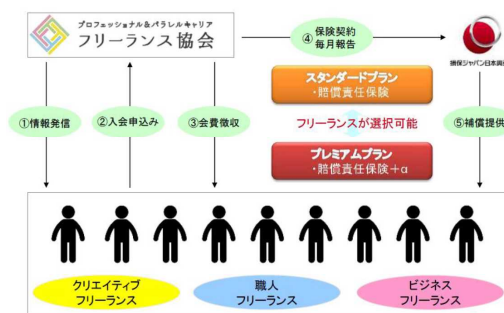 プロフェッショナル&パラレルキャリア
フリーランス協会
④
保険契約
毎月報告
損保ジャパン日本興亜
スタンダードプラン
・賠償責任保険
①情報発信
②入会申込み
③会費徴収
フリーランスが選択可能
⑤補償提供
プレミアムプラン
・賠償責任保険+α
クリエイティブ
フリーランス
職人
フリーランス
ビジネス
フリーランス